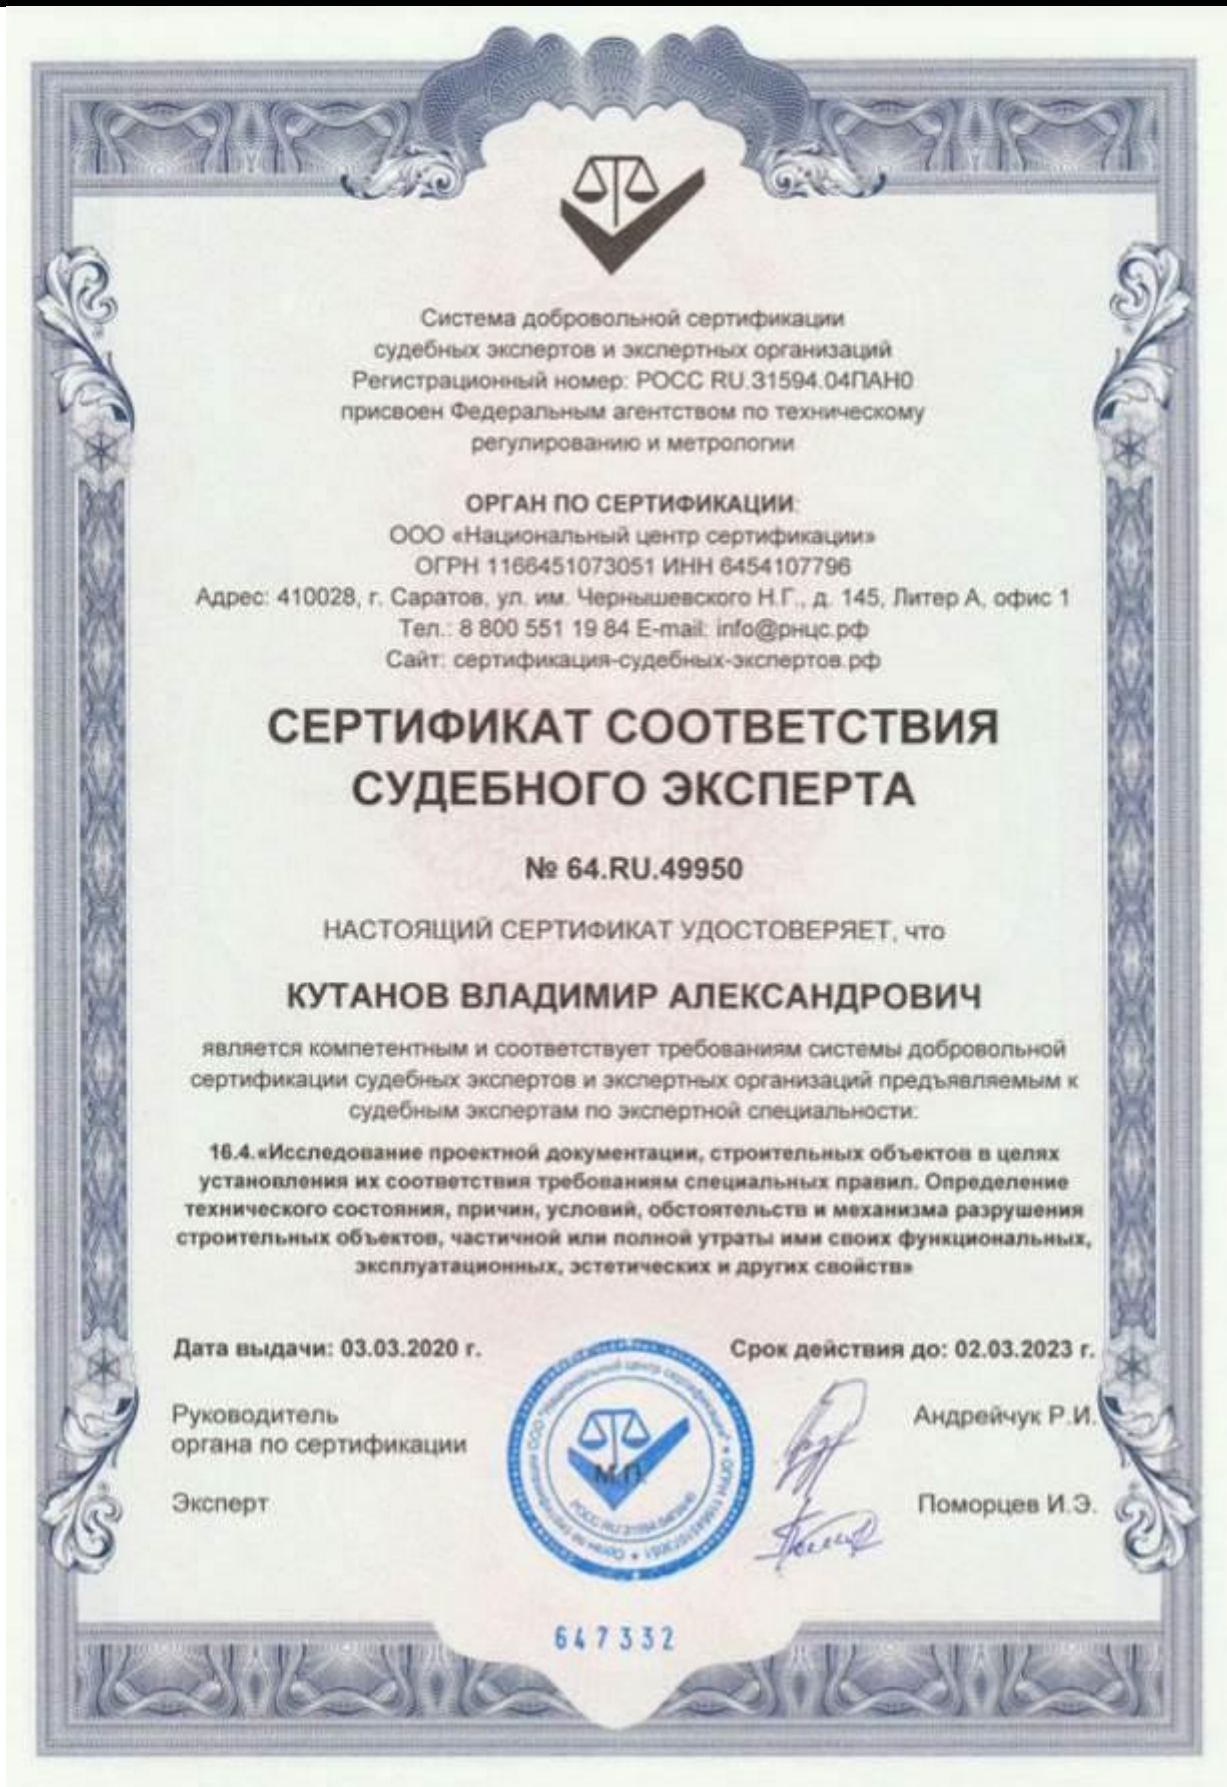 Система добровольной сертификации
судебных экспертов и экспертных организаций
Регистрационный номер: РОСС RU.31594.04ПАН0
присвоен Федеральным агентством по техническому
регулированию и метрологии
ОРГАН ПО СЕРТИФИКАЦИИ:
ООО «Национальный центр сертификации»
ОГРН 1166451073051 ИНН 6454107796
Адрес: 410028, г. Саратов, ул. им. Чернышевского Н.Г., д. 145, Литер А, офис 1
Тел.: 8 800 551 19 84 E-mail: info@рнцс.рф
Сайт: сертификация-судебных-экспертов.рф
СЕРТИФИКАТ СООТВЕТСТВИЯ
СУДЕБНОГО ЭКСПЕРТА
№ 64.RU.49950
НАСТОЯЩИЙ СЕРТИФИКАТ УДОСТОВЕРЯЕТ, что
КУТАНОВ ВЛАДИМИР АЛЕКСАНДРОВИЧ
является компетентным и соответствует требованиям системы добровольной
сертификации судебных экспертов и экспертных организаций предъявляемым к
судебным экспертам по экспертной специальности:
16.4.«Исследование проектной документации, строительных объектов в целях
установления их соответствия требованиям специальных правил. Определение
технического состояния, причин, условий, обстоятельств и механизма разрушения
строительных объектов, частичной или полной утраты ими своих функциональных,
эксплуатационных, эстетических и других свойств»
Дата выдачи: 03.03.2020 г.
Срок действия до: 02.03.2023 г.
Руководитель
органа по сертификации
Андрейчук Р.И.
М.П.
Эксперт
Поморцев И.Э.
647332